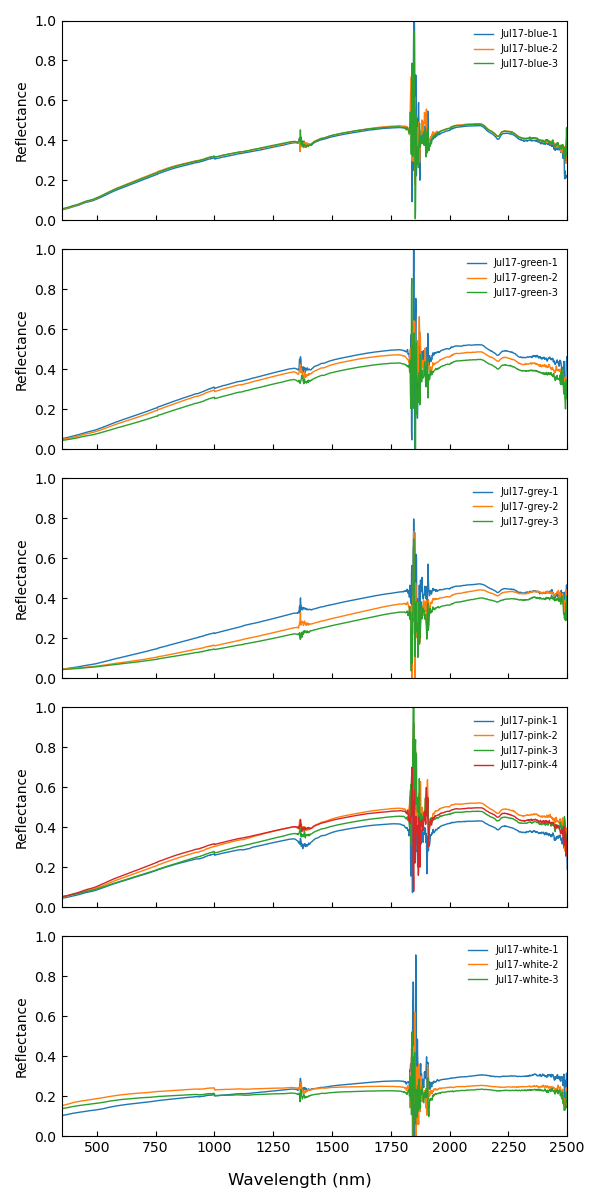 1.0
0.8
0.6
0.4
0.2
0.0
Reflectance
Jul17-blue-1
Jul17-blue-2
Jul17-blue-3
1.0
0.8
0.6
0.4
0.2
0.0
Reflectance
Jul17-green-1
Jul17-green-2
Jul17-green-3
1.0
0.8
0.6
0.4
0.2
0.0
Reflectance
Jul17-grey-1
Jul17-grey-2
Jul17-grey-3
1.0
0.8
0.6
0.4
0.2
0.0
Reflectance
Jul17-pink-1
Jul17-pink-2
Jul17-pink-3
Jul17-pink-4
1.0
0.8
0.6
0.4
0.2
0.0
Reflectance
Jul17-white-1
Jul17-white-2
Jul17-white-3
500 750 1000 1250 1500 1750 2000 2250 2500
Wavelength (nm)